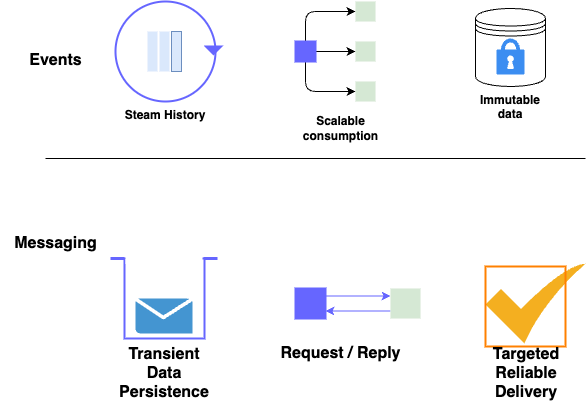 Events
Steam History
Scalable
consumption
Immutable
data
Messaging
Transient
Data
Persistence
Request / Reply
Targeted
Reliable
Delivery